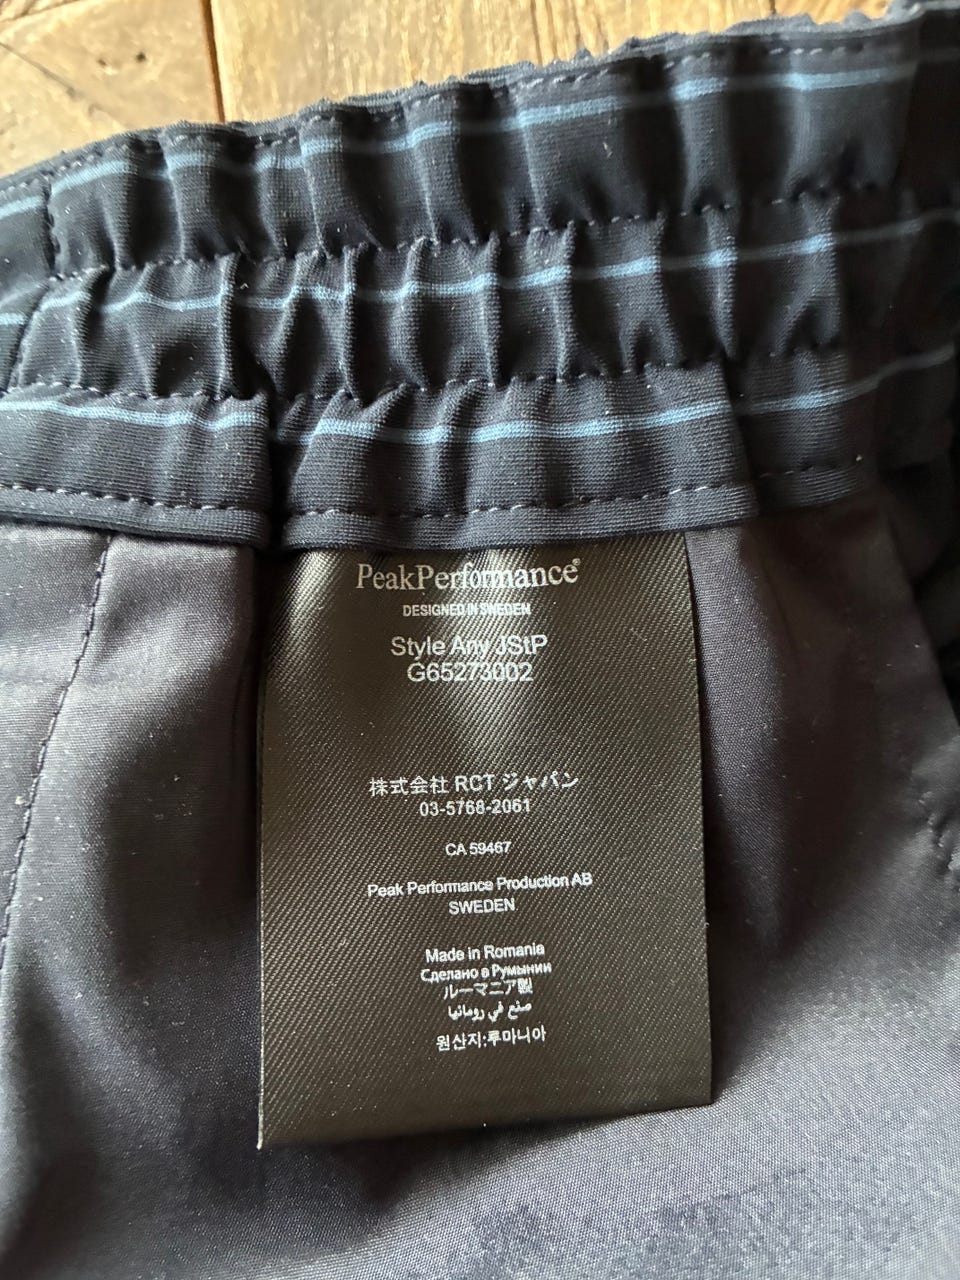 PeakPerformance®
DESIGNED IN SWEDEN
Style Any JStP
G65273002
株式会社 RCT ジャパン
03-5768-2061
CA 59467
Peak Performance Production AB
SWEDEN
Made in Romania
Сделано в Румынии
ルーマニア製
صنع في رومانيا
원산지:루마니아